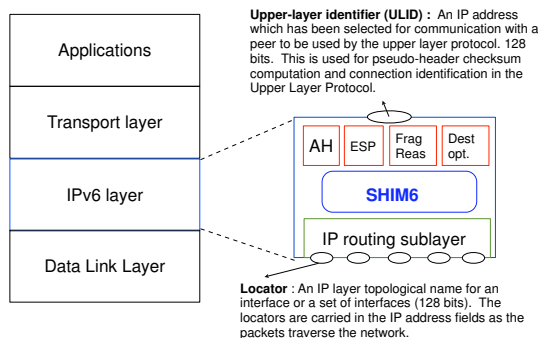 Upper-layer identifier (ULID) : An IP address
which has been selected for communication with a
peer to be used by the upper layer protocol. 128
bits. This is used for pseudo-header checksum
computation and connection identification in the
Upper Layer Protocol.
Applications
Transport layer
IPv6 layer
Data Link Layer
AH
ESP
Frag
Reas
Dest
opt.
SHIM6
IP routing sublayer
Locator : An IP layer topological name for an
interface or a set of interfaces (128 bits). The
locators are carried in the IP address fields as the
packets traverse the network.